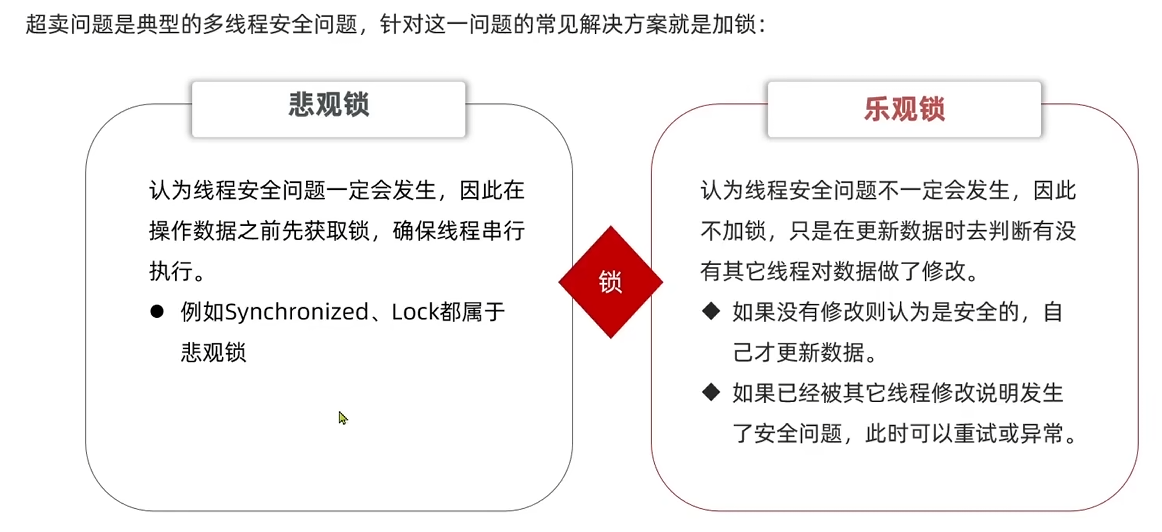 超卖问题是典型的多线程安全问题，针对这一问题的常见解决方案就是加锁：
悲观锁
认为线程安全问题一定会发生，因此在
操作数据之前先获取锁，确保线程串行
执行。
● 例如Synchronized、Lock都属于
悲观锁
锁
乐观锁
认为线程安全问题不一定会发生，因此
不加锁，只是在更新数据时去判断有没
有其它线程对数据做了修改。
◆ 如果没有修改则认为是安全的，自
己才更新数据。
◆ 如果已经被其它线程修改说明发生
了安全问题，此时可以重试或异常。